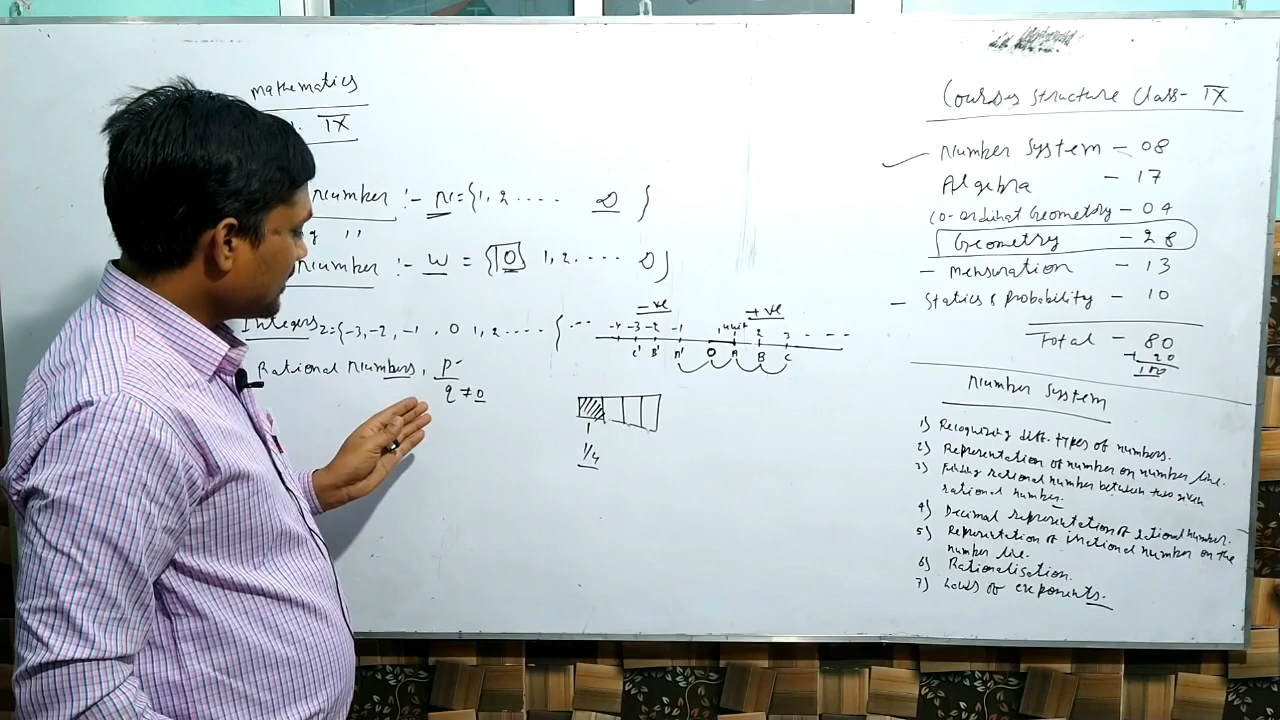 mathematics
IX
number :- N = {1, 2 ..... ∞ }
number :- W = { 0, 1, 2, .... ∞ }
Integers Z = {-3, -2, -1, 0, 1, 2, ..... {
-ve
+ve
... -4 -3 -2 -1 1 unit 2 3 ....
C' B' A' O A B C
Rational Numbers, p
q ≠ 0
1/4
Courses structure Class- IX
Number System - 08
Algebra - 17
Co-ordinat Geometry - 04
Geometry - 28
- Mensuration - 13
- Statics & Probability - 10
Total - 80
+ 20
100
Number System
1) Recognizing diff. types of numbers.
2) Representation of number on number line.
3) Finding rational number between two given
rational number.
4) Decimal representation of rational number.
5) Representation of irrational number on the
number line.
6) Rationalisation.
7) Laws of exponents.